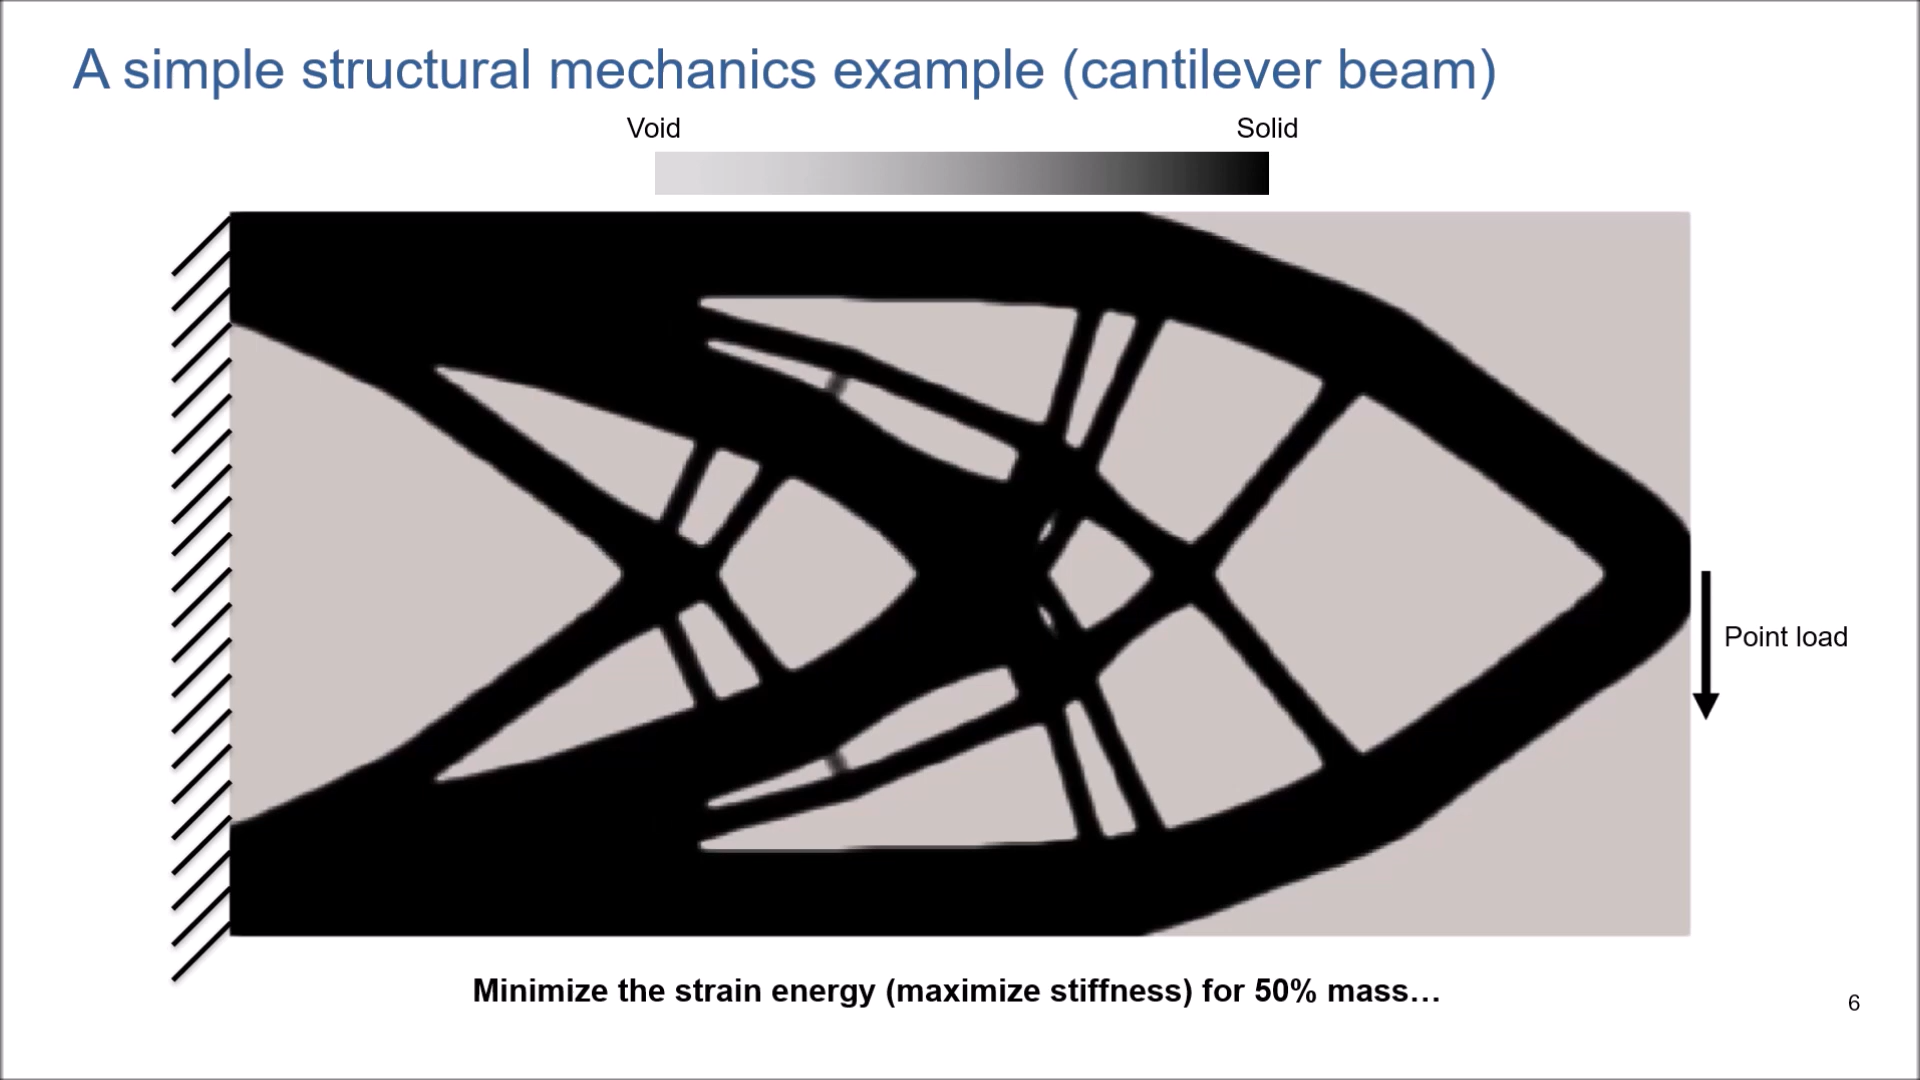 A simple structural mechanics example (cantilever beam)
Void
Solid
Point load
Minimize the strain energy (maximize stiffness) for 50% mass…
6